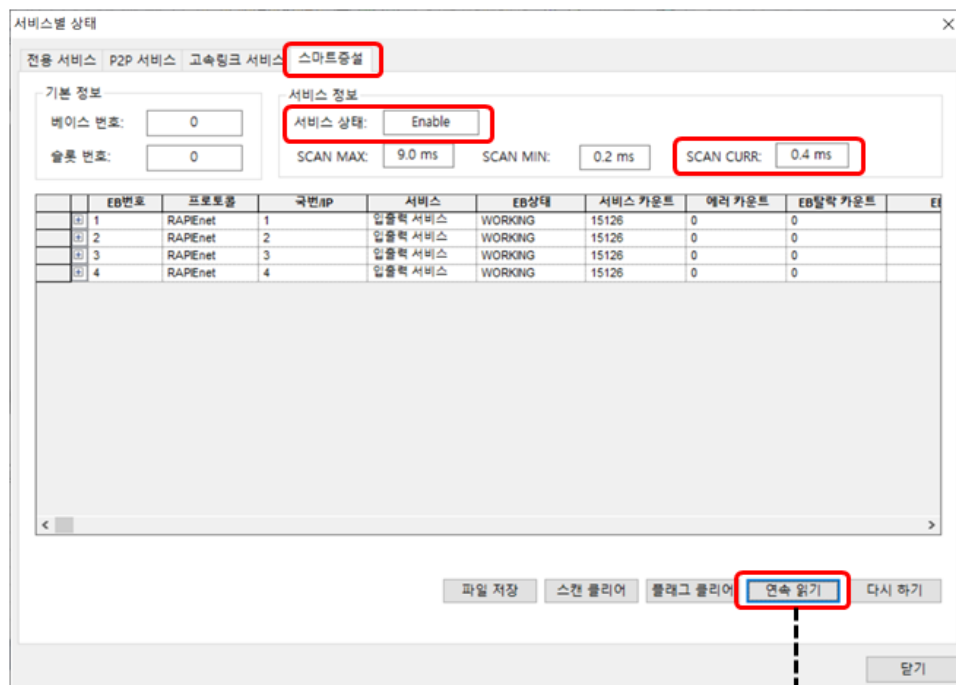 서비스별 상태
전용 서비스 P2P 서비스 고속링크 서비스 스마트증설
기본 정보
베이스 번호: 0
슬롯 번호: 0
서비스 정보
서비스 상태: Enable
SCAN MAX: 9.0 ms SCAN MIN: 0.2 ms SCAN CURR: 0.4 ms
EB번호 프로토콜 국번/IP 서비스 EB상태 서비스 카운트 에러 카운트 EB탈락 카운트
1 RAPIEnet 1 입출력 서비스 WORKING 15126 0 0
2 RAPIEnet 2 입출력 서비스 WORKING 15126 0 0
3 RAPIEnet 3 입출력 서비스 WORKING 15126 0 0
4 RAPIEnet 4 입출력 서비스 WORKING 15126 0 0
파일 저장 스캔 클리어 플래그 클리어 연속 읽기 다시 하기
닫기